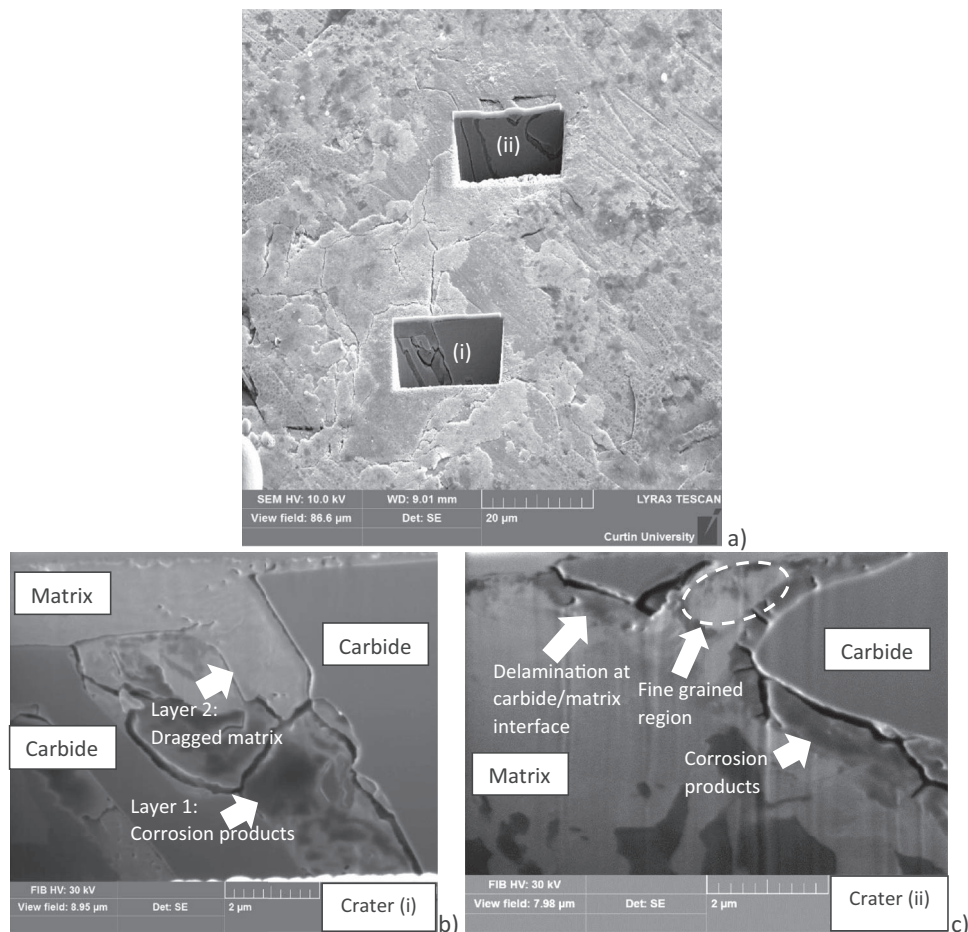 (ii)
(i)
SEM HV: 10.0 kV
WD: 9.01 mm
LYRA3 TESCAN
View field: 86.6 µm
Det: SE
20 µm
Curtin University
a)
Matrix
Carbide
Layer 2:
Dragged matrix
Carbide
Layer 1:
Corrosion products
FIB HV: 30 kV
View field: 8.95 µm
Det: SE
2 µm
Crater (i)
b)
Carbide
Delamination at
carbide/matrix
interface
Fine grained
region
Matrix
Corrosion
products
FIB HV: 30 kV
View field: 7.98 µm
Det: SE
2 µm
Crater (ii)
c)